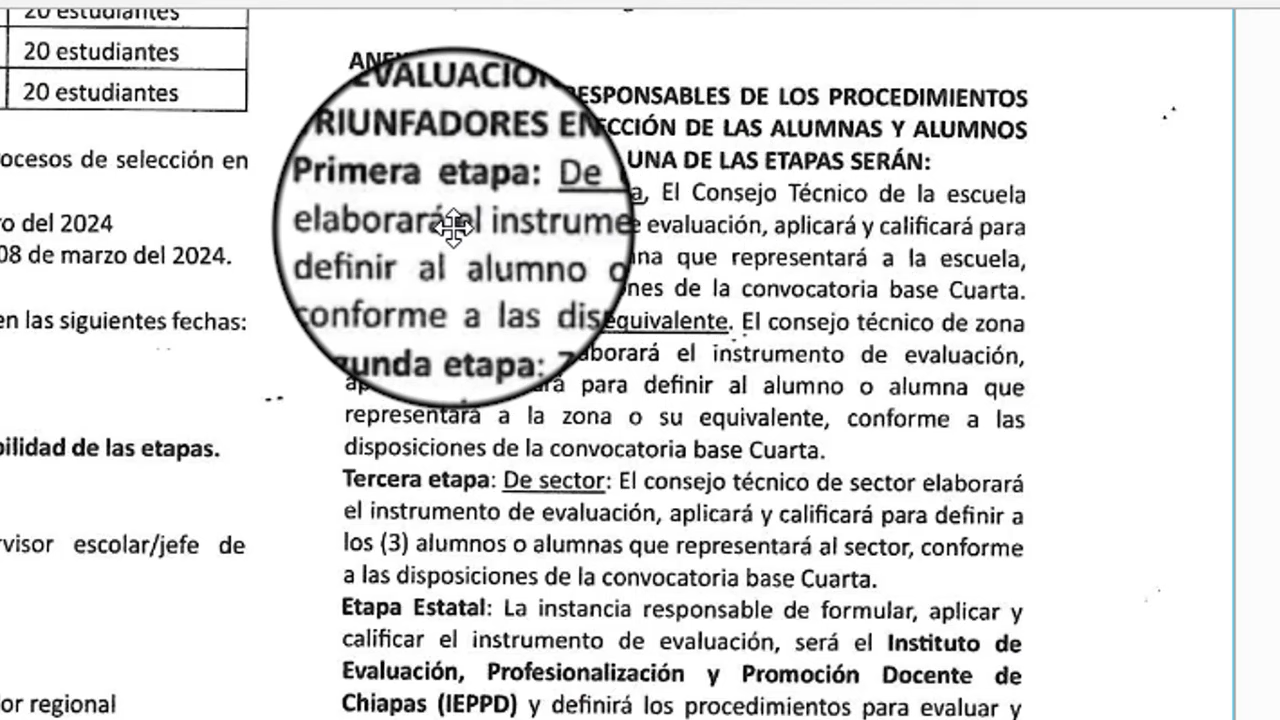 20 estudiantes
20 estudiantes
20 estudiantes
ocesos de selección en
ro del 2024
08 de marzo del 2024.
en las siguientes fechas:
bilidad de las etapas.
rvisor escolar/jefe de
or regional
ANEX
EVALUACIÓN ESPONSABLES DE LOS PROCEDIMIENTOS
RIUNFADORES EN CCIÓN DE LAS ALUMNAS Y ALUMNOS
UNA DE LAS ETAPAS SERÁN:
Primera etapa: De a, El Consejo Técnico de la escuela
elaborará el instrume evaluación, aplicará y calificará para
definir al alumno o na que representará a la escuela,
conforme a las dis nes de la convocatoria base Cuarta.
gunda etapa: Z equivalente. El consejo técnico de zona
aborará el instrumento de evaluación,
ap ará para definir al alumno o alumna que
representará a la zona o su equivalente, conforme a las
disposiciones de la convocatoria base Cuarta.
Tercera etapa: De sector: El consejo técnico de sector elaborará
el instrumento de evaluación, aplicará y calificará para definir a
los (3) alumnos o alumnas que representará al sector, conforme
a las disposiciones de la convocatoria base Cuarta.
Etapa Estatal: La instancia responsable de formular, aplicar y
calificar el instrumento de evaluación, será el Instituto de
Evaluación, Profesionalización y Promoción Docente de
Chiapas (IEPPD) y definirá los procedimientos para evaluar y